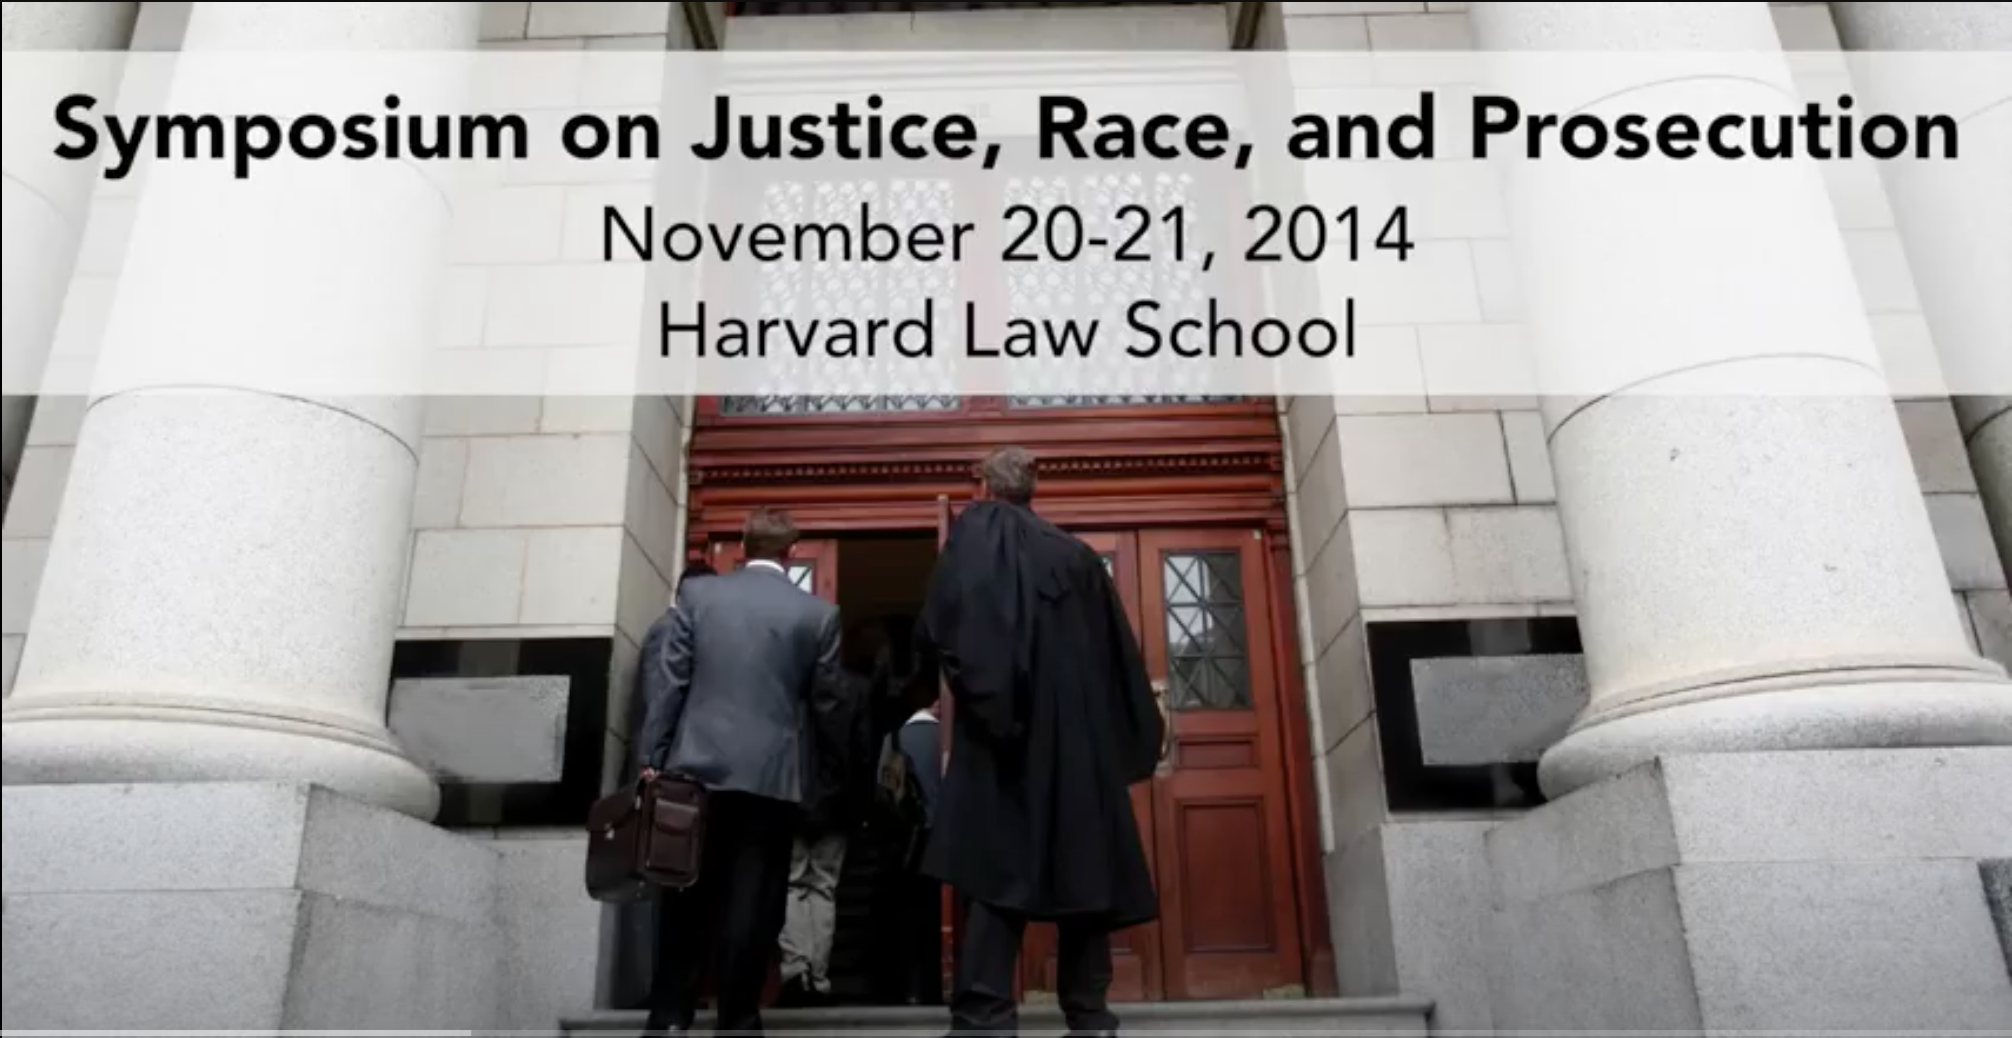 Symposium on Justice, Race, and Prosecution
November 20-21, 2014
Harvard Law School